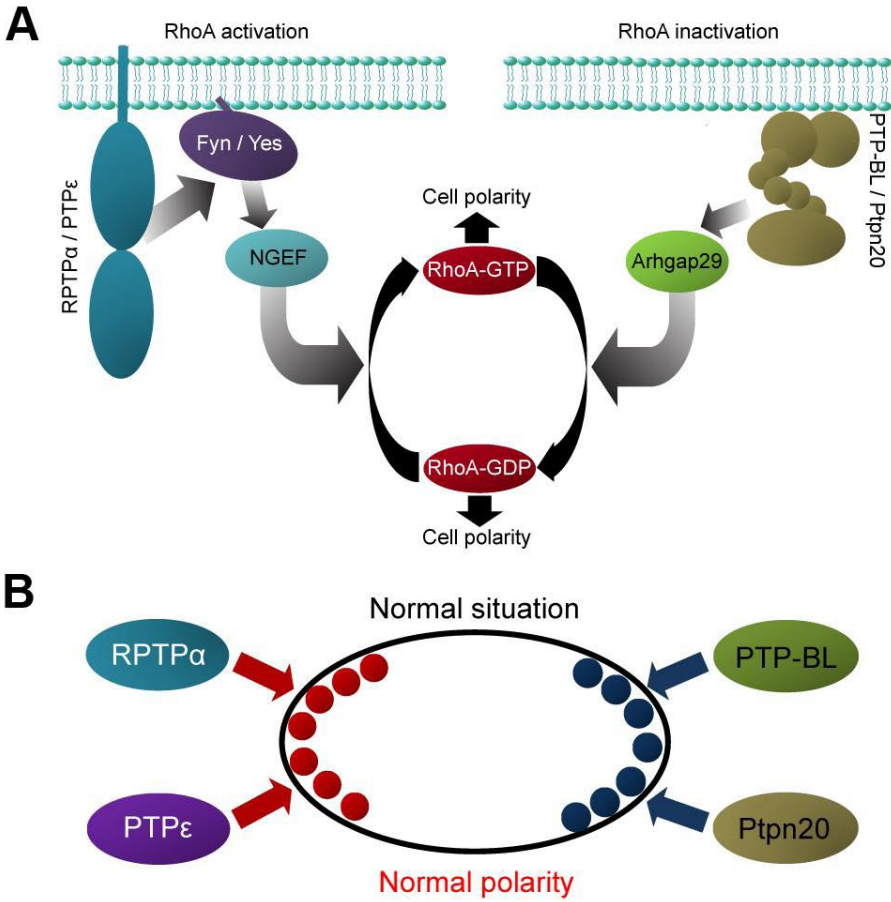 A
RhoA activation
RhoA inactivation
Fyn / Yes
RPTPα / PTPε
PTP-BL / Ptpn20
Cell polarity
NGEF
RhoA-GTP
Arhgap29
RhoA-GDP
Cell polarity
B
Normal situation
RPTPα
PTP-BL
PTPε
Ptpn20
Normal polarity